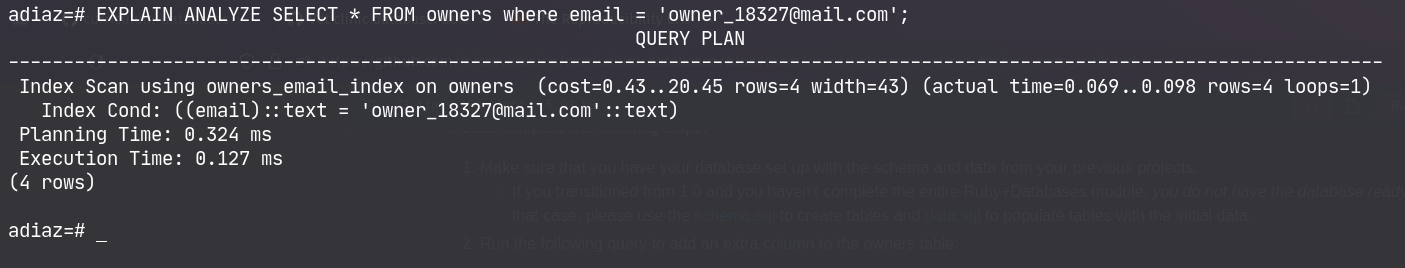 adiaz=# EXPLAIN ANALYZE SELECT * FROM owners where email = 'owner_18327@mail.com';
QUERY PLAN
-----------------------------------------------------------------------------------------------------------------------------
Index Scan using owners_email_index on owners  (cost=0.43..20.45 rows=4 width=43) (actual time=0.069..0.098 rows=4 loops=1)
Index Cond: ((email)::text = 'owner_18327@mail.com'::text)
Planning Time: 0.324 ms
Execution Time: 0.127 ms
(4 rows)
adiaz=# _
1. Make sure that you have your database set up with the schema and data from your previous projects.
If you transitioned from 1.0 and you haven't complete the entire Ruby+Databases module, you do not have the database ready
that case, please use the schema.sql to create tables and data.sql to populate tables with the initial data
2. Run the following query to add an extra column to the owners table: